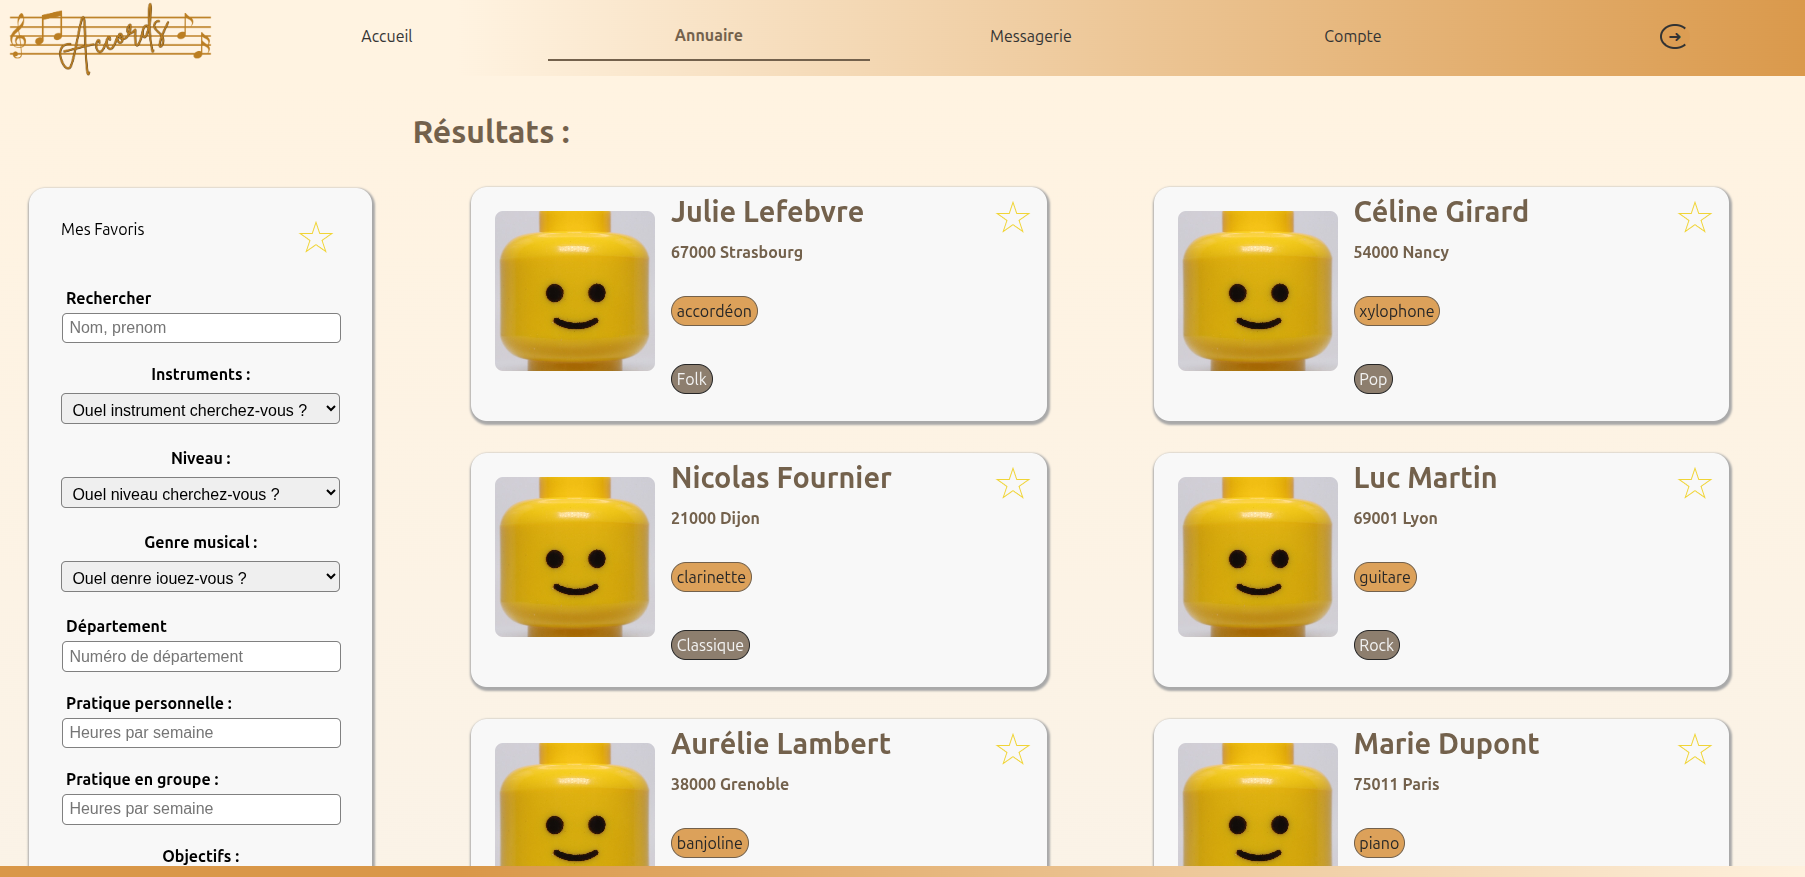 Accords
Accueil
Annuaire
Messagerie
Compte
Résultats :
Mes Favoris
Rechercher
Nom, prenom
Instruments :
Quel instrument cherchez-vous ?
Niveau :
Quel niveau cherchez-vous ?
Genre musical :
Quel genre jouez-vous ?
Département
Numéro de département
Pratique personnelle :
Heures par semaine
Pratique en groupe :
Heures par semaine
Objectifs :
Julie Lefebvre
67000 Strasbourg
accordéon
Folk
Céline Girard
54000 Nancy
xylophone
Pop
Nicolas Fournier
21000 Dijon
clarinette
Classique
Luc Martin
69001 Lyon
guitare
Rock
Aurélie Lambert
38000 Grenoble
banjoline
Marie Dupont
75011 Paris
piano